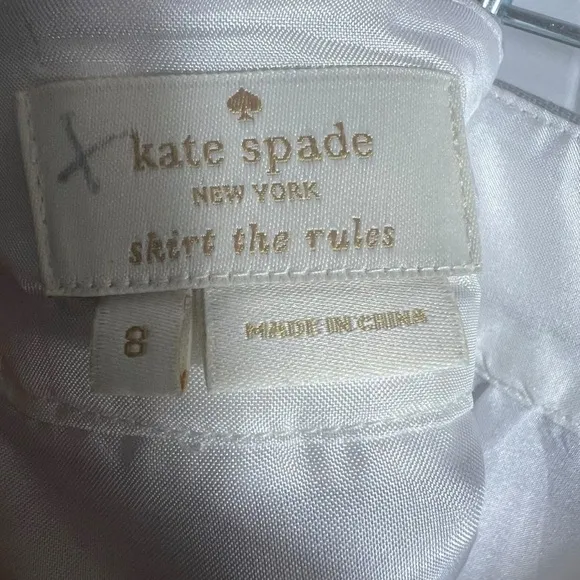 kate spade
NEW YORK
skirt the rules
8
MADE IN CHINA